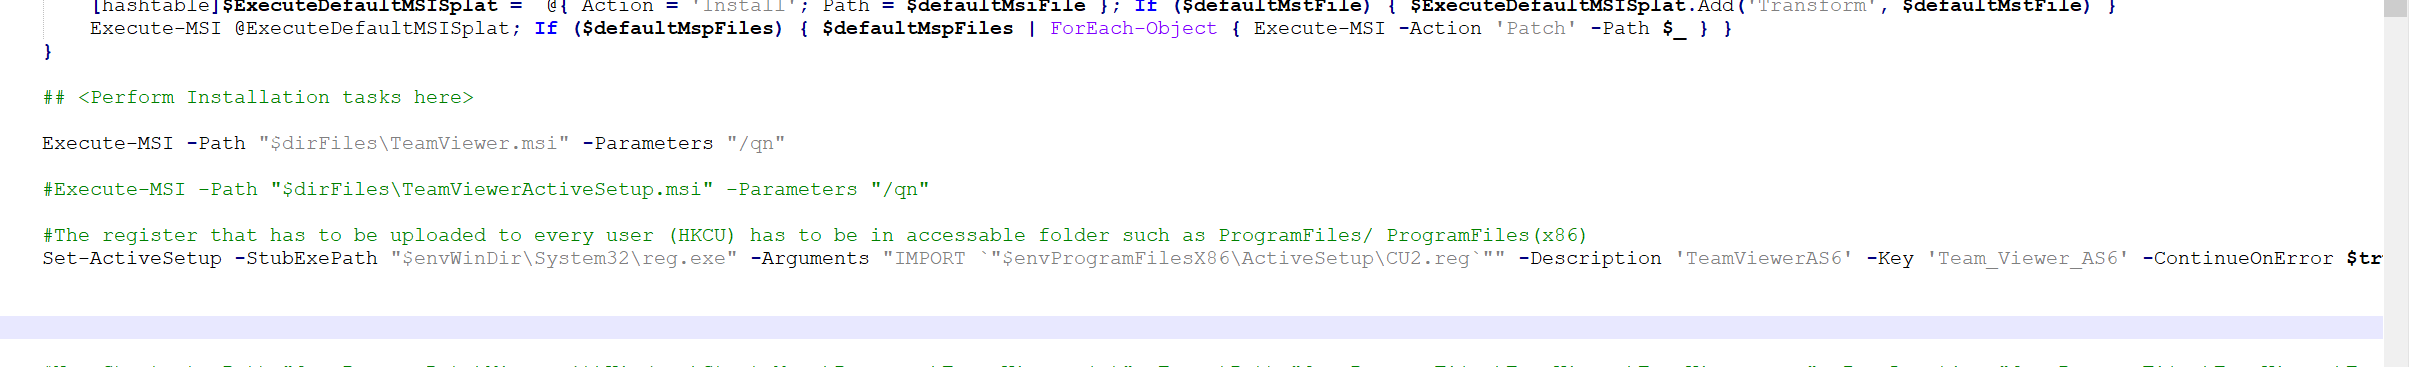 [hashtable]$ExecuteDefaultMSISplat = @{ Action = 'Install'; Path = $defaultMsiFile }; If ($defaultMstFile) { $ExecuteDefaultMSISplat.Add('Transform', $defaultMstFile) }
Execute-MSI @ExecuteDefaultMSISplat; If ($defaultMspFiles) { $defaultMspFiles | ForEach-Object { Execute-MSI -Action 'Patch' -Path $_ } }
}
## <Perform Installation tasks here>
Execute-MSI -Path "$dirFiles\TeamViewer.msi" -Parameters "/qn"
#Execute-MSI -Path "$dirFiles\TeamViewerActiveSetup.msi" -Parameters "/qn"
#The register that has to be uploaded to every user (HKCU) has to be in accessable folder such as ProgramFiles/ ProgramFiles(x86)
Set-ActiveSetup -StubExePath "$envWinDir\System32\reg.exe" -Arguments "IMPORT `"$envProgramFilesX86\ActiveSetup\CU2.reg`"" -Description 'TeamViewerAS6' -Key 'Team_Viewer_AS6' -ContinueOnError $tr